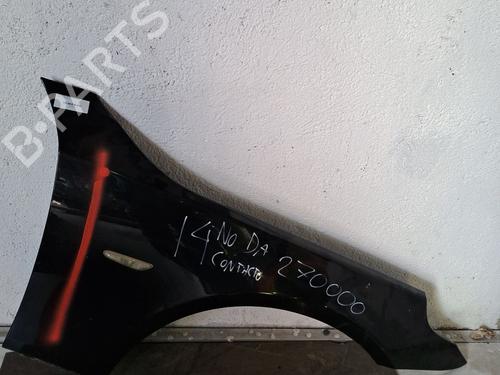 B-PARTS
14 NO DA
CONTACTO
270000